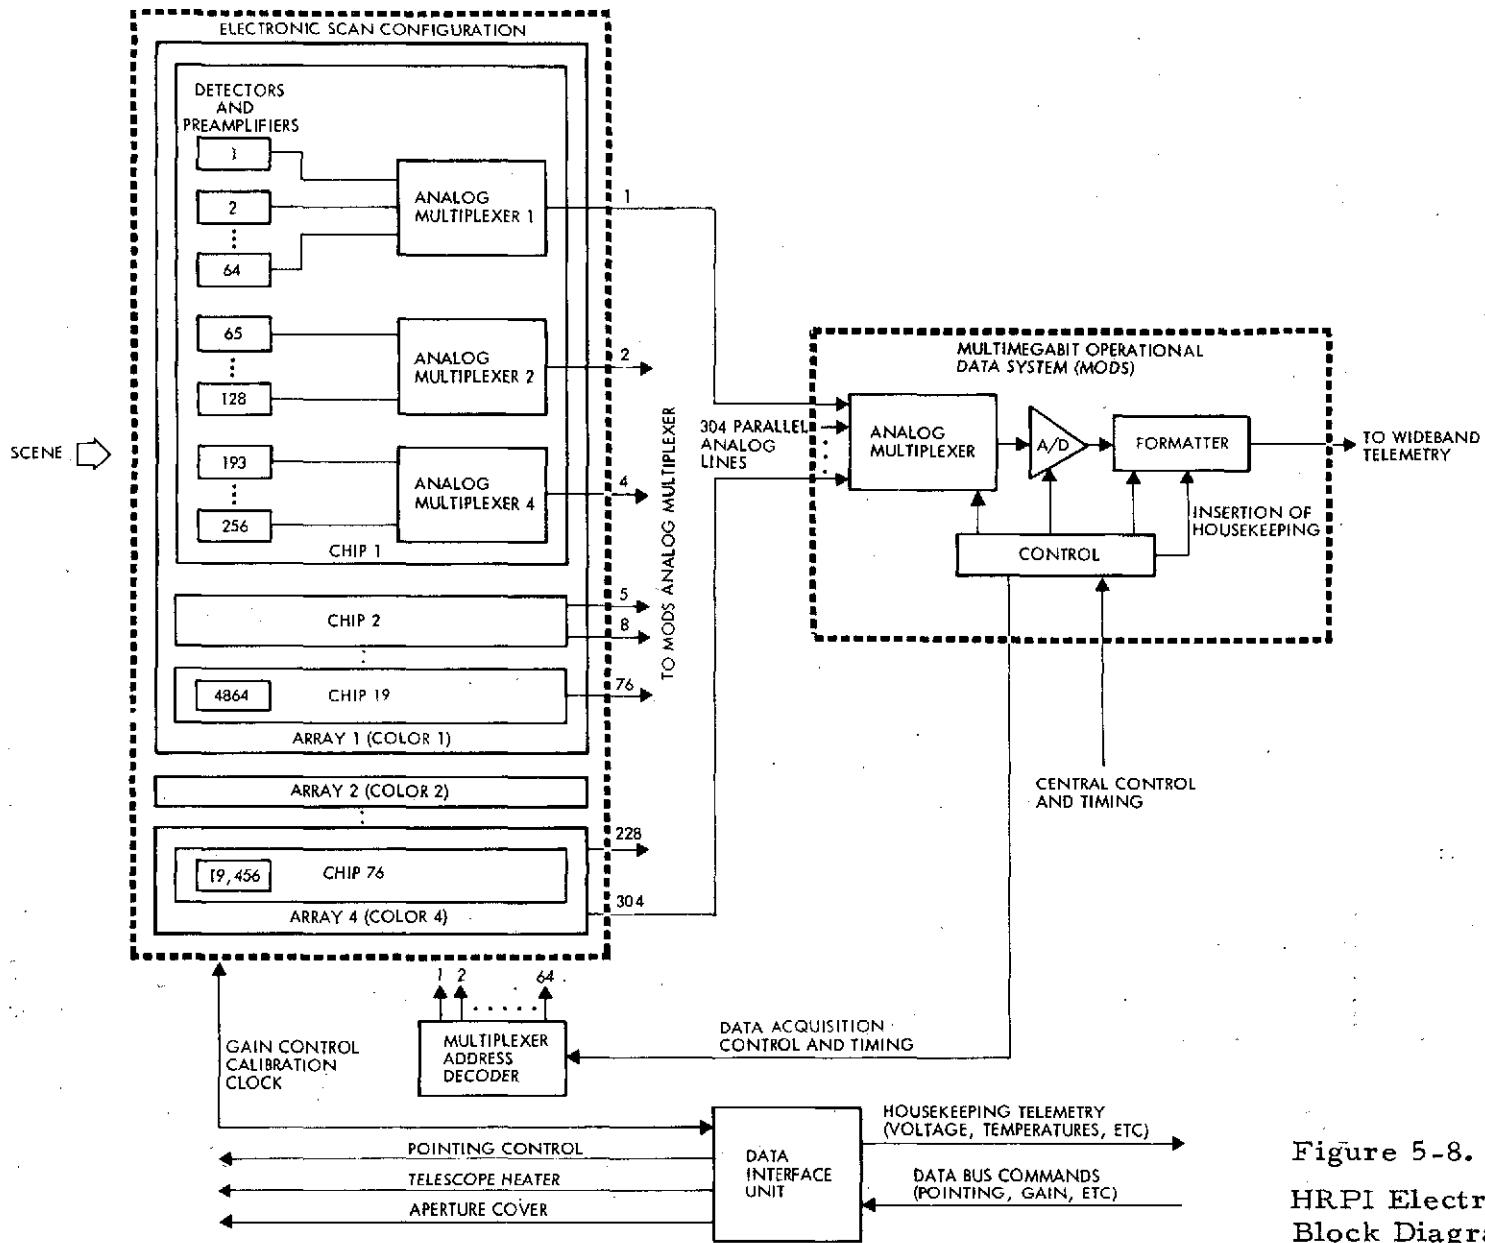 ELECTRONIC SCAN CONFIGURATION
DETECTORS
AND
PREAMPLIFIERS
1
2
64
ANALOG
MULTIPLEXER 1
1
65
128
ANALOG
MULTIPLEXER 2
2
193
256
ANALOG
MULTIPLEXER 4
4
CHIP 1
CHIP 2
5
8
4864
CHIP 19
76
ARRAY 1 (COLOR 1)
ARRAY 2 (COLOR 2)
19,456
CHIP 76
228
ARRAY 4 (COLOR 4)
304
TO MODS ANALOG MULTIPLEXER
SCENE
304 PARALLEL
ANALOG
LINES
MULTIMEGABIT OPERATIONAL
DATA SYSTEM (MODS)
ANALOG
MULTIPLEXER
A/D
FORMATTER
TO WIDEBAND
TELEMETRY
INSERTION OF
HOUSEKEEPING
CONTROL
CENTRAL CONTROL
AND TIMING
1 2 64
MULTIPLEXER
ADDRESS
DECODER
DATA ACQUISITION
CONTROL AND TIMING
GAIN CONTROL
CALIBRATION
CLOCK
POINTING CONTROL
TELESCOPE HEATER
APERTURE COVER
DATA
INTERFACE
UNIT
HOUSEKEEPING TELEMETRY
(VOLTAGE, TEMPERATURES, ETC)
DATA BUS COMMANDS
(POINTING, GAIN, ETC)
Figure 5-8.
HRPI Electr
Block Diagra